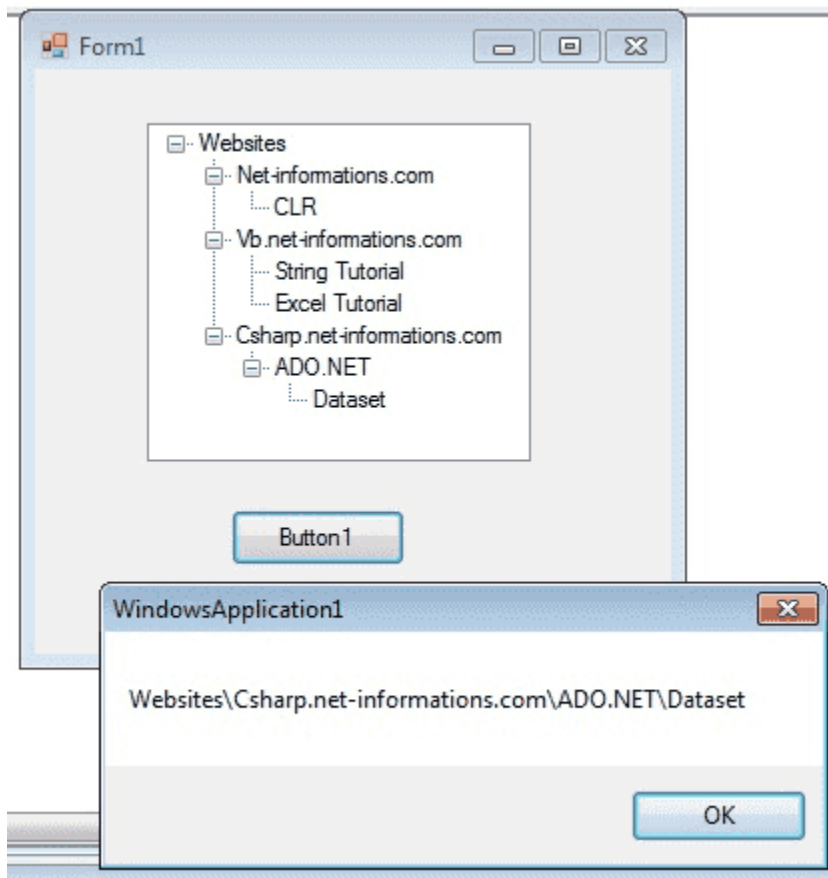 Form1
Websites
Net-informations.com
CLR
Vb.net-informations.com
String Tutorial
Excel Tutorial
Csharp.net-informations.com
ADO.NET
Dataset
Button1
WindowsApplication1
Websites\Csharp.net-informations.com\ADO.NET\Dataset
OK